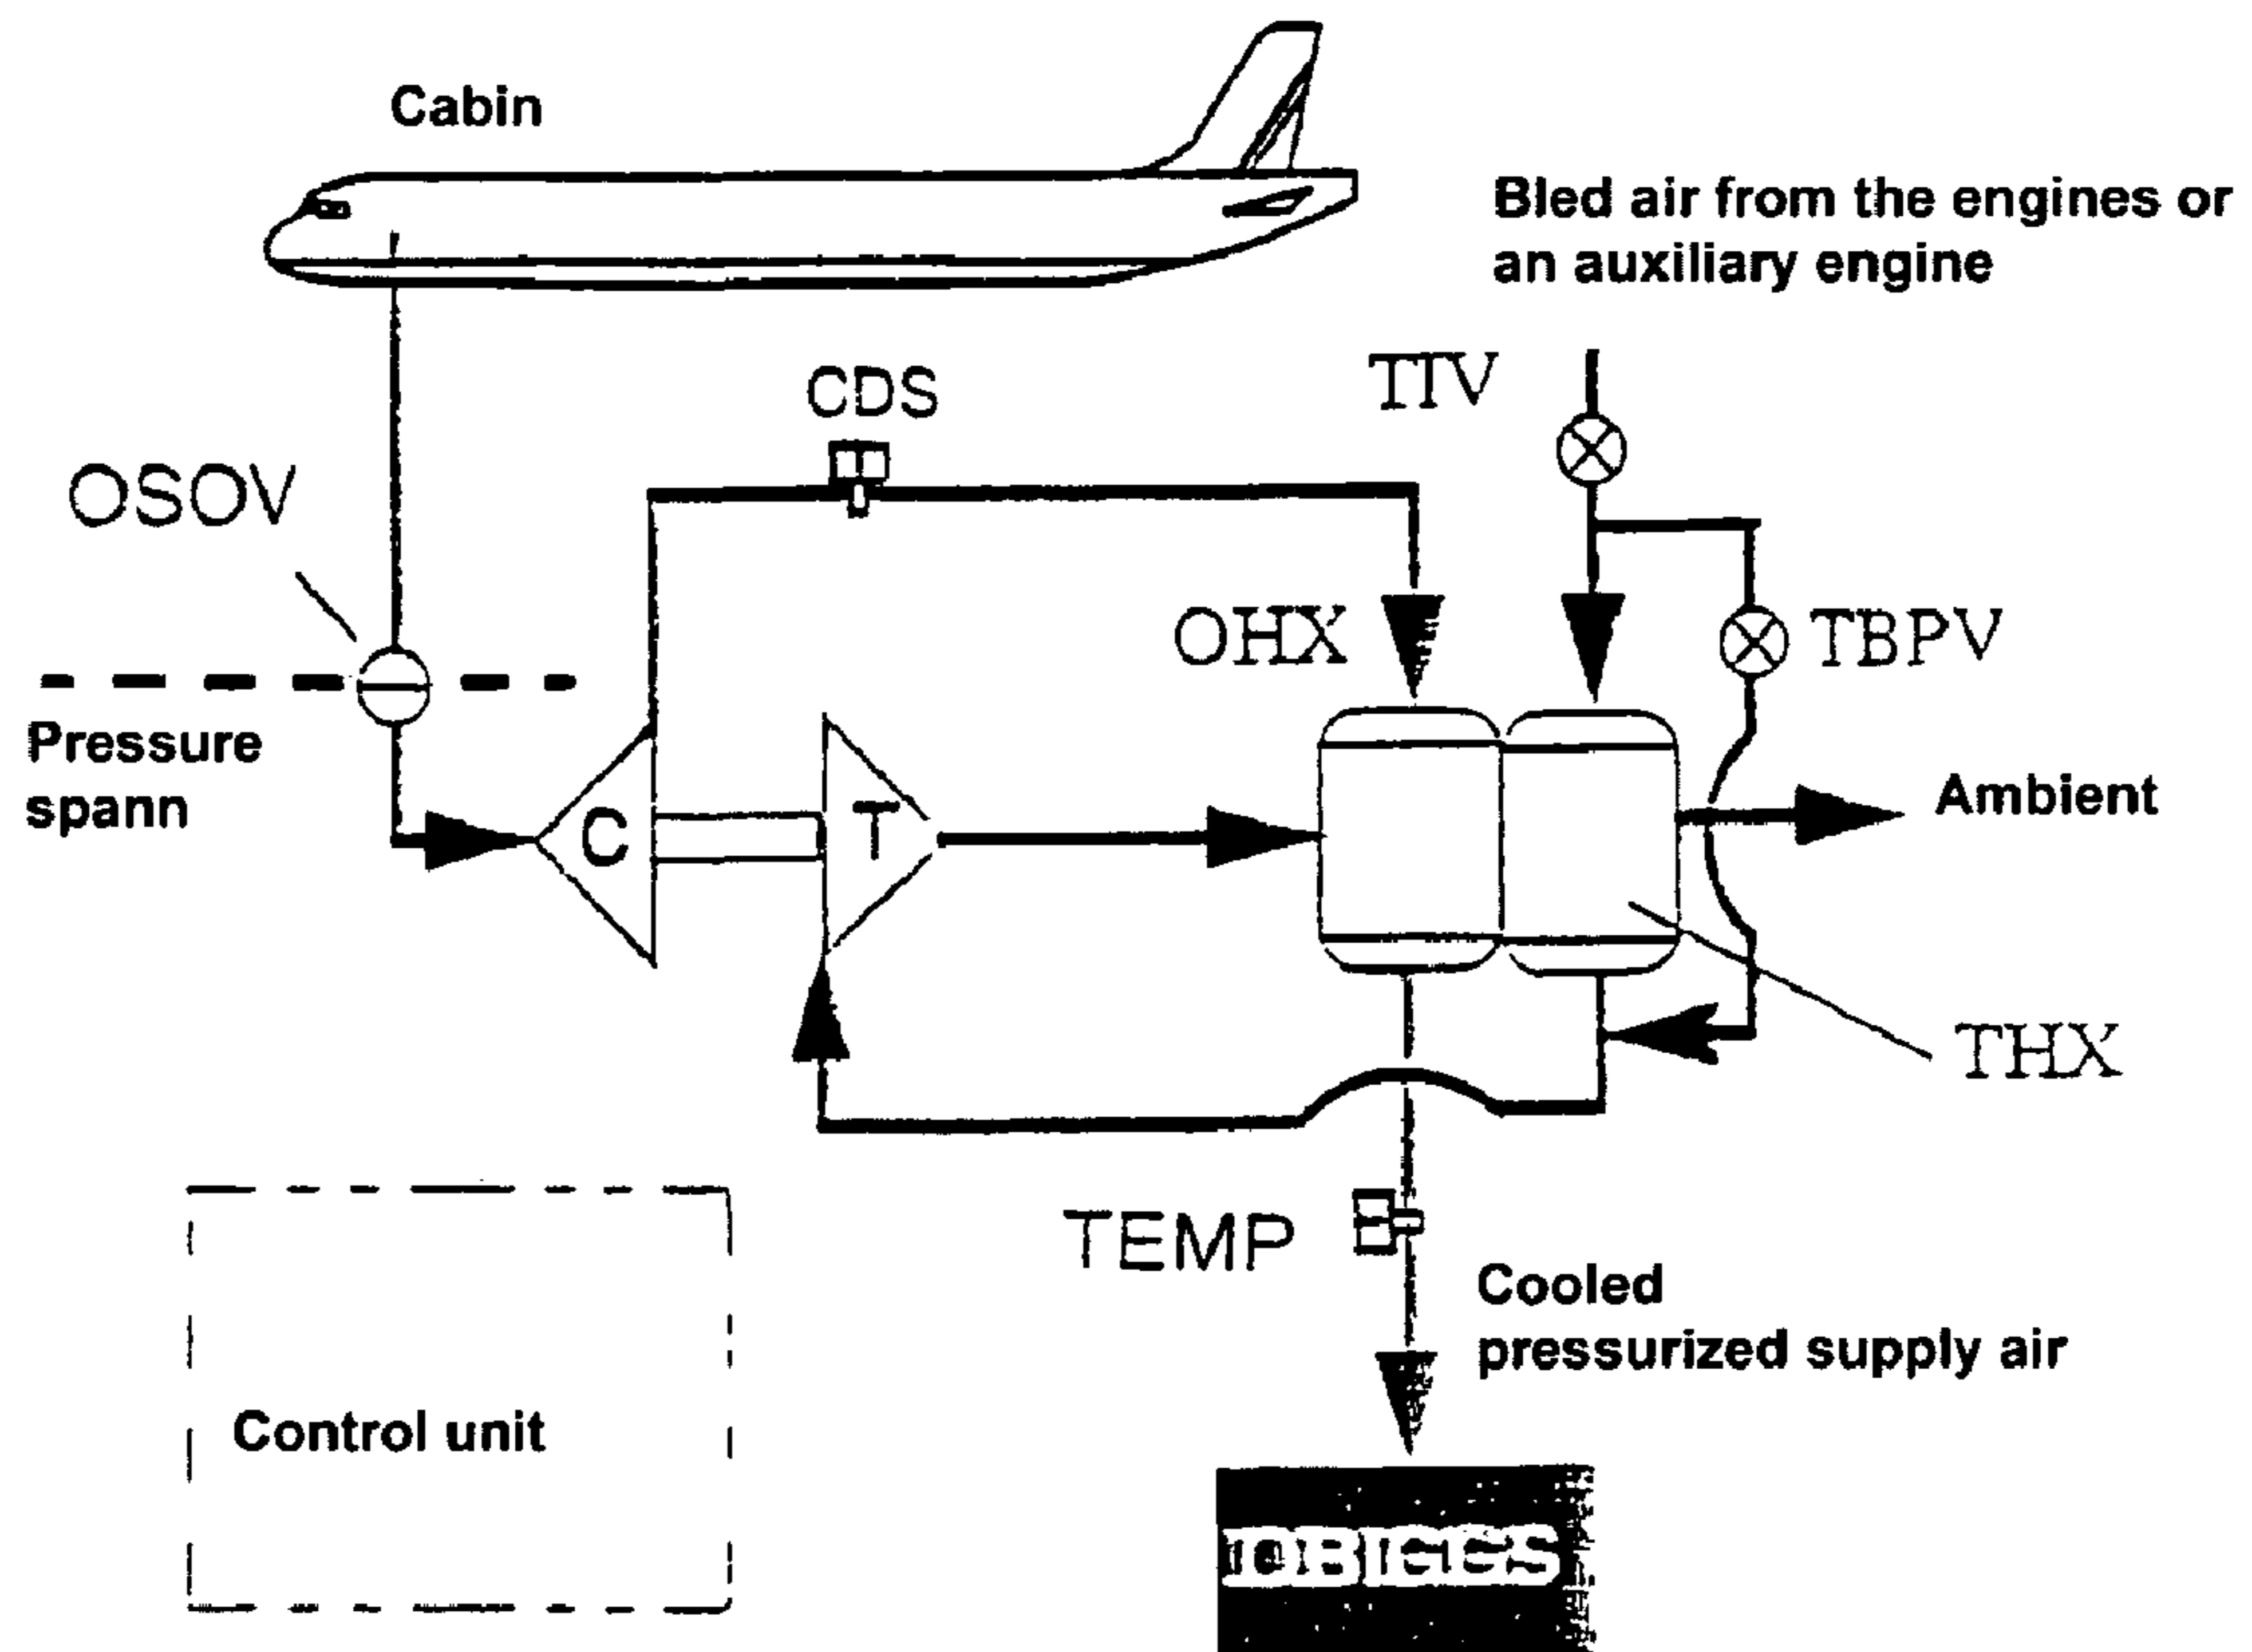 Cabin
Bled air from the engines or
an auxiliary engine
CDS
TIV
OSOV
OHX
TBPV
Pressure
spann
C
T
Ambient
THX
TEMP
Cooled
pressurized supply air
Control unit
OBIGGS